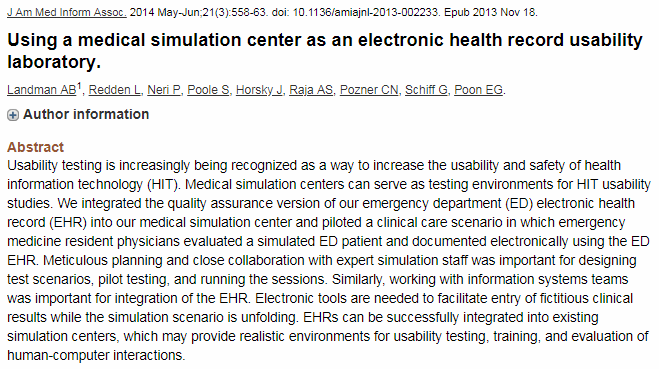 J Am Med Inform Assoc. 2014 May-Jun;21(3):558-63. doi: 10.1136/amiajnl-2013-002233. Epub 2013 Nov 18.
Using a medical simulation center as an electronic health record usability
laboratory.
Landman AB1, Redden L, Neri P, Poole S, Horsky J, Raja AS, Pozner CN, Schiff G, Poon EG.
Author information
Abstract
Usability testing is increasingly being recognized as a way to increase the usability and safety of health
information technology (HIT). Medical simulation centers can serve as testing environments for HIT usability
studies. We integrated the quality assurance version of our emergency department (ED) electronic health
record (EHR) into our medical simulation center and piloted a clinical care scenario in which emergency
medicine resident physicians evaluated a simulated ED patient and documented electronically using the ED
EHR. Meticulous planning and close collaboration with expert simulation staff was important for designing
test scenarios, pilot testing, and running the sessions. Similarly, working with information systems teams
was important for integration of the EHR. Electronic tools are needed to facilitate entry of fictitious clinical
results while the simulation scenario is unfolding. EHRs can be successfully integrated into existing
simulation centers, which may provide realistic environments for usability testing, training, and evaluation of
human-computer interactions.